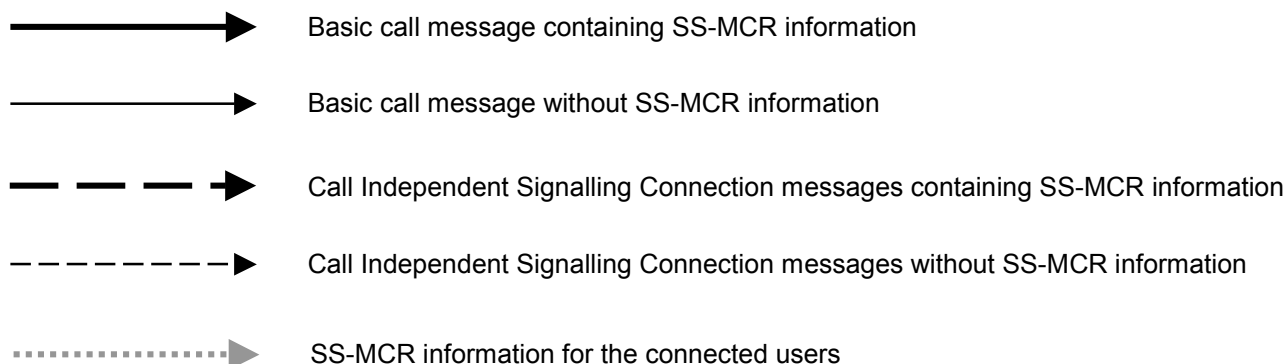 Basic call message containing SS-MCR information
Basic call message without SS-MCR information
Call Independent Signalling Connection messages containing SS-MCR information
Call Independent Signalling Connection messages without SS-MCR information
SS-MCR information for the connected users